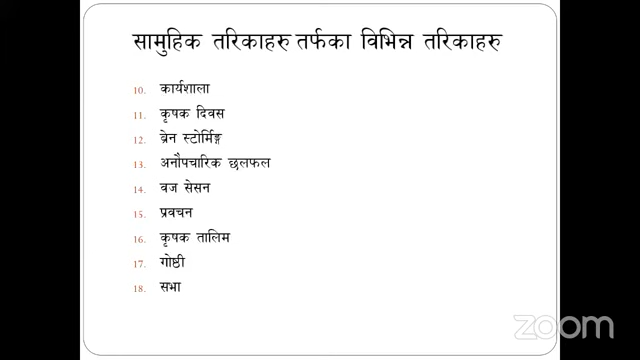 सामुहिक तरिकाहरु तर्फका विभिन्न तरिकाहरु
10. कार्यशाला
11. कृषक दिवस
12. ब्रेन स्टोर्मिङ्ग
13. अनौपचारिक छलफल
14. वज सेसन
15. प्रवचन
16. कृषक तालिम
17. गोष्ठी
18. सभा
zoom